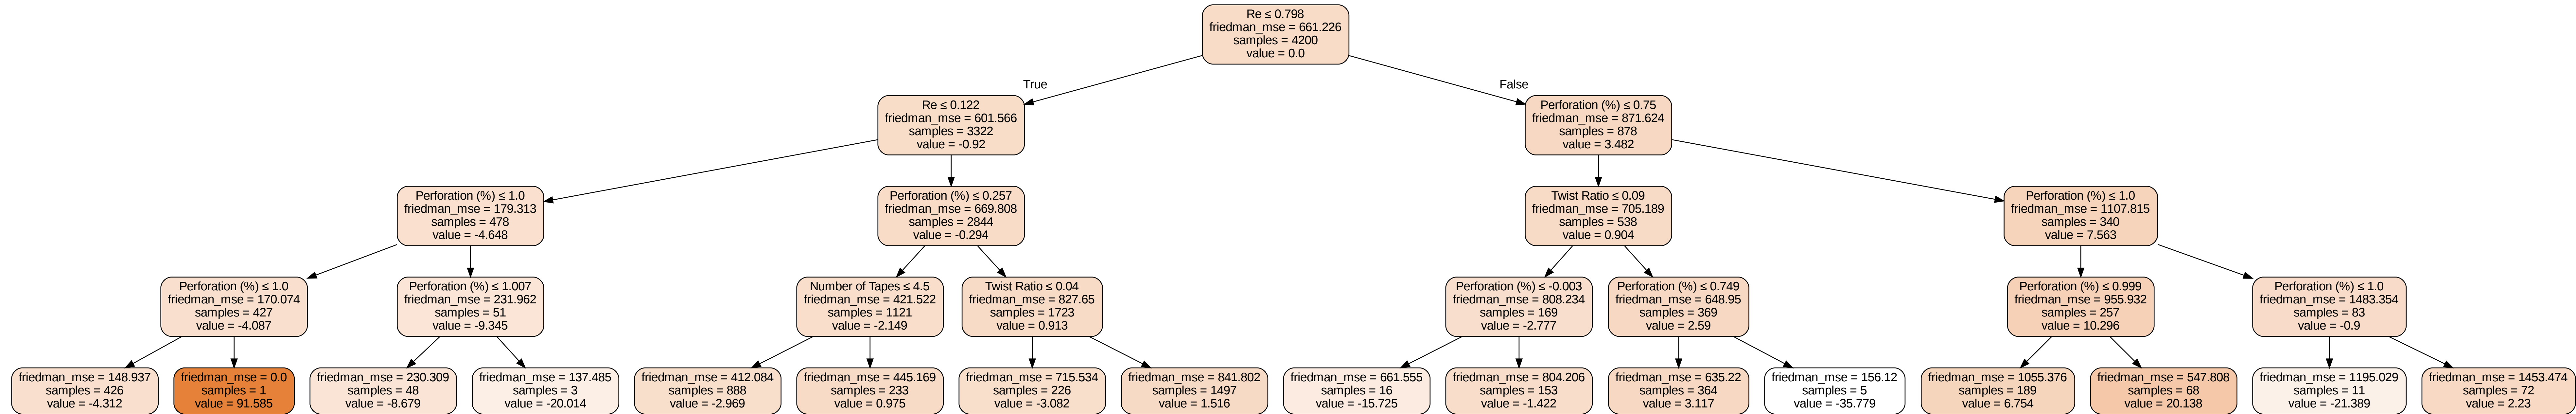 Re ≤ 0.798
friedman_mse = 661.226
samples = 4200
value = 0.0
True
False
Re ≤ 0.122
friedman_mse = 601.566
samples = 3322
value = -0.92
Perforation (%) ≤ 0.75
friedman_mse = 871.624
samples = 878
value = 3.482
Perforation (%) ≤ 1.0
friedman_mse = 179.313
samples = 478
value = -4.648
Perforation (%) ≤ 0.257
friedman_mse = 669.808
samples = 2844
value = -0.294
Twist Ratio ≤ 0.09
friedman_mse = 705.189
samples = 538
value = 0.904
Perforation (%) ≤ 1.0
friedman_mse = 1107.815
samples = 340
value = 7.563
Perforation (%) ≤ 1.0
friedman_mse = 170.074
samples = 427
value = -4.087
Perforation (%) ≤ 1.007
friedman_mse = 231.962
samples = 51
value = -9.345
Number of Tapes ≤ 4.5
friedman_mse = 421.522
samples = 1121
value = -2.149
Twist Ratio ≤ 0.04
friedman_mse = 827.65
samples = 1723
value = 0.913
Perforation (%) ≤ -0.003
friedman_mse = 808.234
samples = 169
value = -2.777
Perforation (%) ≤ 0.749
friedman_mse = 648.95
samples = 369
value = 2.59
Perforation (%) ≤ 0.999
friedman_mse = 955.932
samples = 257
value = 10.296
Perforation (%) ≤ 1.0
friedman_mse = 1483.354
samples = 83
value = -0.9
friedman_mse = 148.937
samples = 426
value = -4.312
friedman_mse = 0.0
samples = 1
value = 91.585
friedman_mse = 230.309
samples = 48
value = -8.679
friedman_mse = 137.485
samples = 3
value = -20.014
friedman_mse = 412.084
samples = 888
value = -2.969
friedman_mse = 445.169
samples = 233
value = 0.975
friedman_mse = 715.534
samples = 226
value = -3.082
friedman_mse = 841.802
samples = 1497
value = 1.516
friedman_mse = 661.555
samples = 16
value = -15.725
friedman_mse = 804.206
samples = 153
value = -1.422
friedman_mse = 635.22
samples = 364
value = 3.117
friedman_mse = 156.12
samples = 5
value = -35.779
friedman_mse = 1055.376
samples = 189
value = 6.754
friedman_mse = 547.808
samples = 68
value = 20.138
friedman_mse = 1195.029
samples = 11
value = -21.389
friedman_mse = 1453.474
samples = 72
value = 2.23